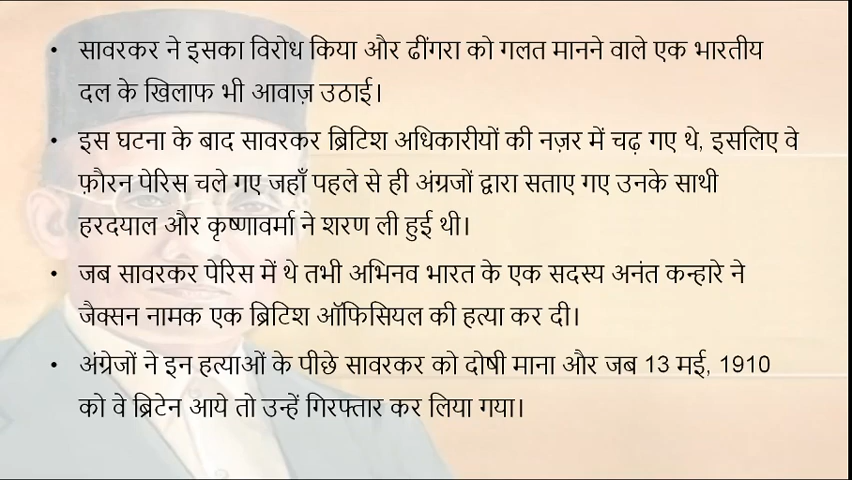 • सावरकर ने इसका विरोध किया और ढींगरा को गलत मानने वाले एक भारतीय
दल के खिलाफ भी आवाज़ उठाई।
• इस घटना के बाद सावरकर ब्रिटिश अधिकारीयों की नज़र में चढ़ गए थे, इसलिए वे
फ़ौरन पेरिस चले गए जहाँ पहले से ही अंग्रजों द्वारा सताए गए उनके साथी
हरदयाल और कृष्णावर्मा ने शरण ली हुई थी।
• जब सावरकर पेरिस में थे तभी अभिनव भारत के एक सदस्य अनंत कन्हारे ने
जैक्सन नामक एक ब्रिटिश ऑफिसियल की हत्या कर दी।
• अंग्रेजों ने इन हत्याओं के पीछे सावरकर को दोषी माना और जब 13 मई, 1910
को वे ब्रिटेन आये तो उन्हें गिरफ्तार कर लिया गया।